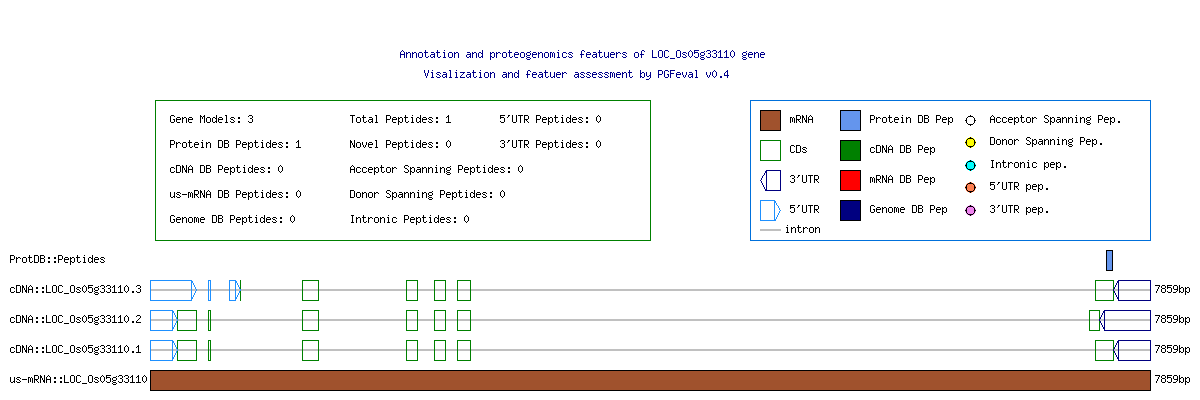 Annotation and proteogenomics featuers of LOC_Os05g33110 gene
Visalization and featuer assessment by PGFeval v0.4
Gene Models: 3 Total Peptides: 1 5'UTR Peptides: 0
Protein DB Peptides: 1 Novel Peptides: 0 3'UTR Peptides: 0
cDNA DB Peptides: 0 Acceptor Spanning Peptides: 0
us-mRNA DB Peptides: 0 Donor Spanning Peptides: 0
Genome DB Peptides: 0 Intronic Peptides: 0
mRNA Protein DB Pep Acceptor Spanning Pep.
CDs cDNA DB Pep Donor Spanning Pep.
3'UTR mRNA DB Pep Intronic pep.
5'UTR Genome DB Pep 5'UTR pep.
intron 3'UTR pep.
ProtDB::Peptides
cDNA::LOC_Os05g33110.3 7859bp
cDNA::LOC_Os05g33110.2 7859bp
cDNA::LOC_Os05g33110.1 7859bp
us-mRNA::LOC_Os05g33110 7859bp